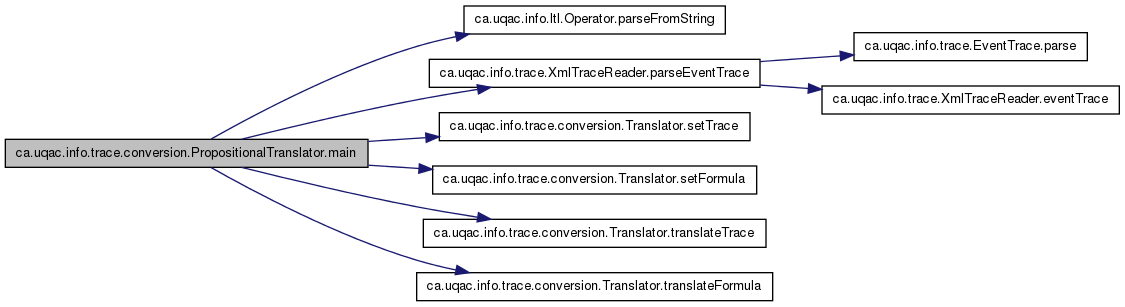 ca.uqac.info.ltl.Operator.parseFromString
ca.uqac.info.trace.EventTrace.parse
ca.uqac.info.trace.XmlTraceReader.parseEventTrace
ca.uqac.info.trace.XmlTraceReader.eventTrace
ca.uqac.info.trace.conversion.Translator.setTrace
ca.uqac.info.trace.conversion.PropositionalTranslator.main
ca.uqac.info.trace.conversion.Translator.setFormula
ca.uqac.info.trace.conversion.Translator.translateTrace
ca.uqac.info.trace.conversion.Translator.translateFormula